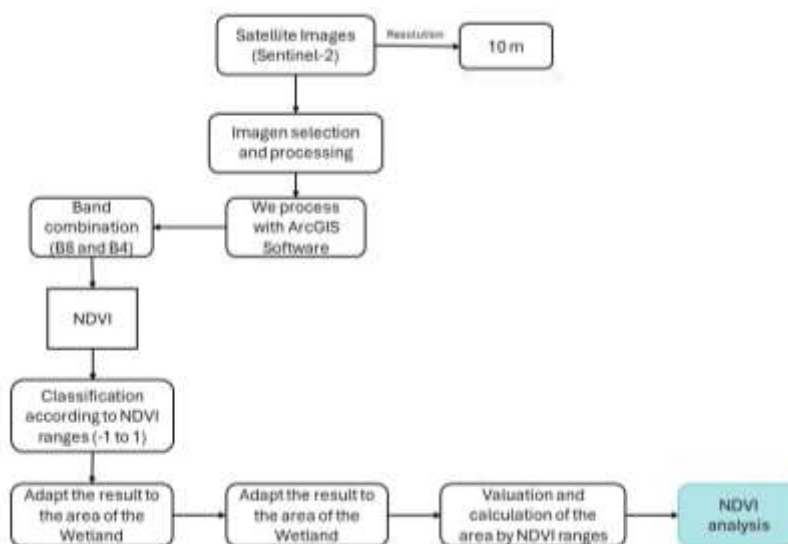 Satellite Images
(Sentinel-2)
Resolution
10 m
Imagen selection
and processing
We process
with ArcGIS
Software
Band
combination
(B8 and B4)
NDVI
Classification
according to NDVI
ranges (-1 to 1)
Adapt the result to
the area of the
Wetland
Adapt the result to
the area of the
Wetland
Valuation and
calculation of the
area by NDVI ranges
NDVI
analysis